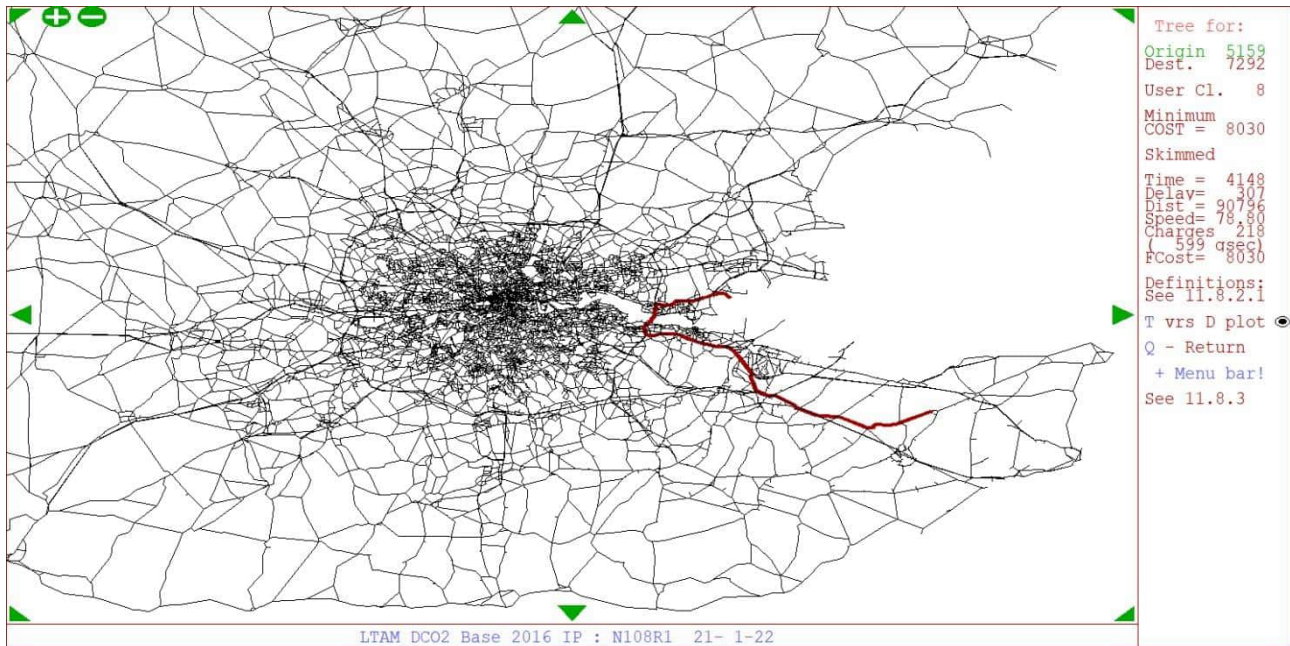 Tree for:
Origin 5159
Dest. 7292
User Cl. 8
Minimum
COST = 8030
Skimmed
Time = 4148
Delay= 307
Dist = 90796
Speed= 78.80
Charges 218
( 599 gsec)
FCost= 8030
Definitions:
See 11.8.2.1
T vrs D plot
Q - Return
+ Menu bar!
See 11.8.3
LTAM DCO2 Base 2016 IP : N108R1 21- 1-22